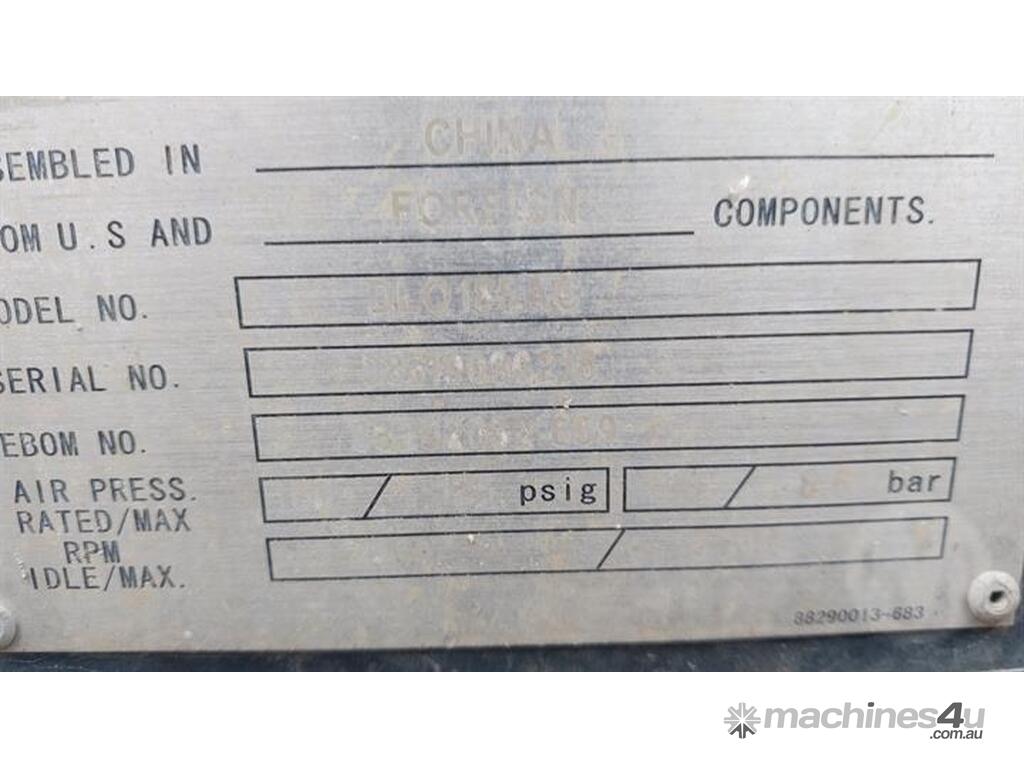 SEMBLED IN CHINA
OM U.S AND FOREIGN COMPONENTS.
ODEL NO.
SERIAL NO.
EBOM NO.
AIR PRESS. / psig / bar
RATED/MAX
RPM /
IDLE/MAX.
88290013-683
machines4u
.com.au